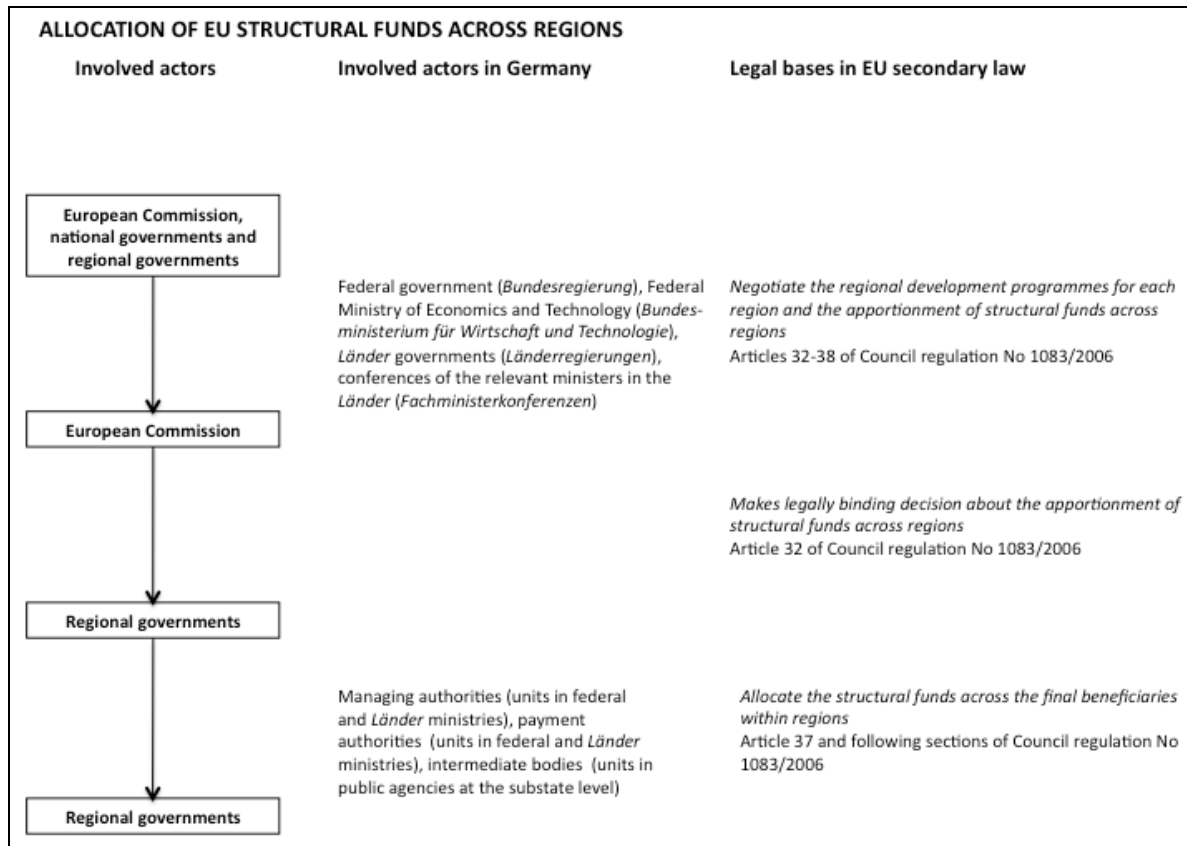 ALLOCATION OF EU STRUCTURAL FUNDS ACROSS REGIONS
Involved actors
Involved actors in Germany
Legal bases in EU secondary law
European Commission,
national governments and
regional governments
Federal government (Bundesregierung), Federal
Ministry of Economics and Technology (Bundes-
ministerium für Wirtschaft und Technologie),
Länder governments (Länderregierungen),
conferences of the relevant ministers in the
Länder (Fachministerkonferenzen)
Negotiate the regional development programmes for each
region and the apportionment of structural funds across
regions
Articles 32-38 of Council regulation No 1083/2006
European Commission
Makes legally binding decision about the apportionment of
structural funds across regions
Article 32 of Council regulation No 1083/2006
Regional governments
Managing authorities (units in federal
and Länder ministries), payment
authorities (units in federal and Länder
ministries), intermediate bodies (units in
public agencies at the substate level)
Allocate the structural funds across the final beneficiaries
within regions
Article 37 and following sections of Council regulation No
1083/2006
Regional governments